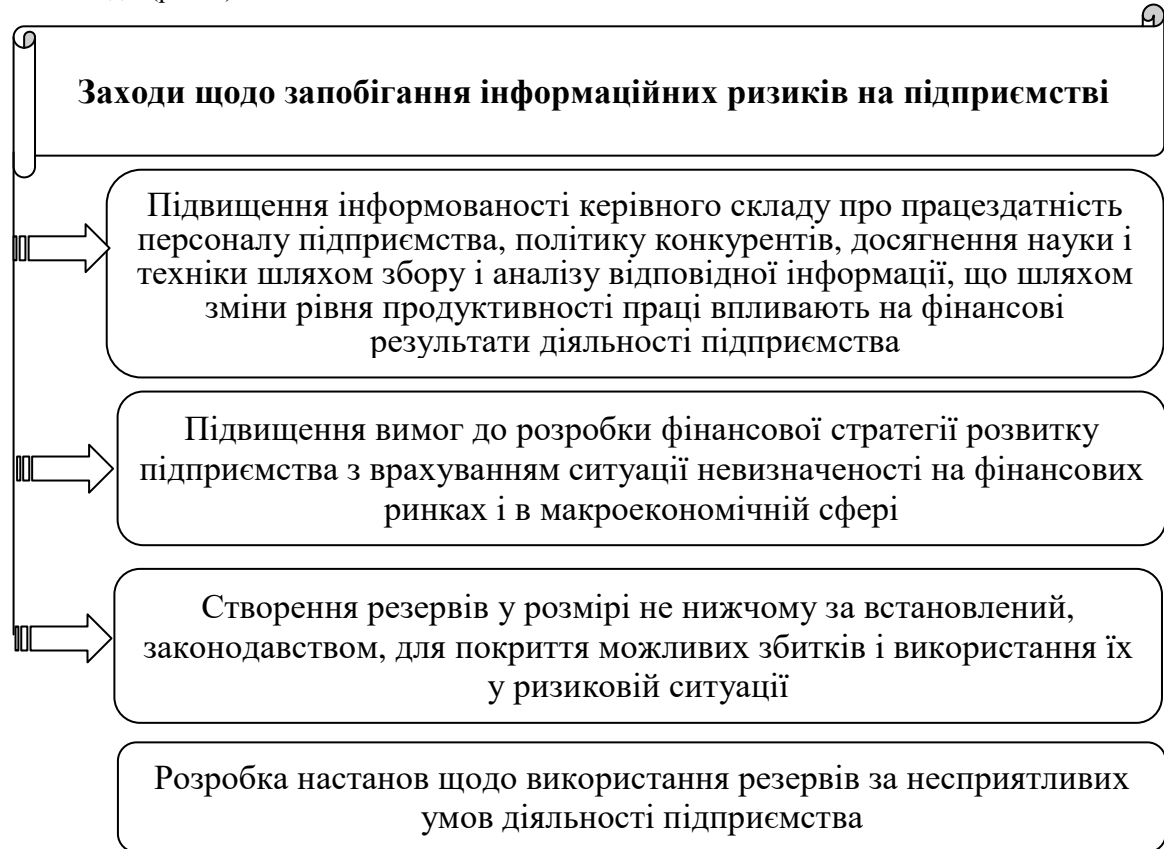 Заходи щодо запобігання інформаційних ризиків на підприємстві
Підвищення інформованості керівного складу про працездатність
персоналу підприємства, політику конкурентів, досягнення науки і
техніки шляхом збору і аналізу відповідної інформації, що шляхом
зміни рівня продуктивності праці впливають на фінансові
результати діяльності підприємства
Підвищення вимог до розробки фінансової стратегії розвитку
підприємства з врахуванням ситуації невизначеності на фінансових
ринках і в макроекономічній сфері
Створення резервів у розмірі не нижчому за встановлений,
законодавством, для покриття можливих збитків і використання їх
у ризиковій ситуації
Розробка настанов щодо використання резервів за несприятливих
умов діяльності підприємства